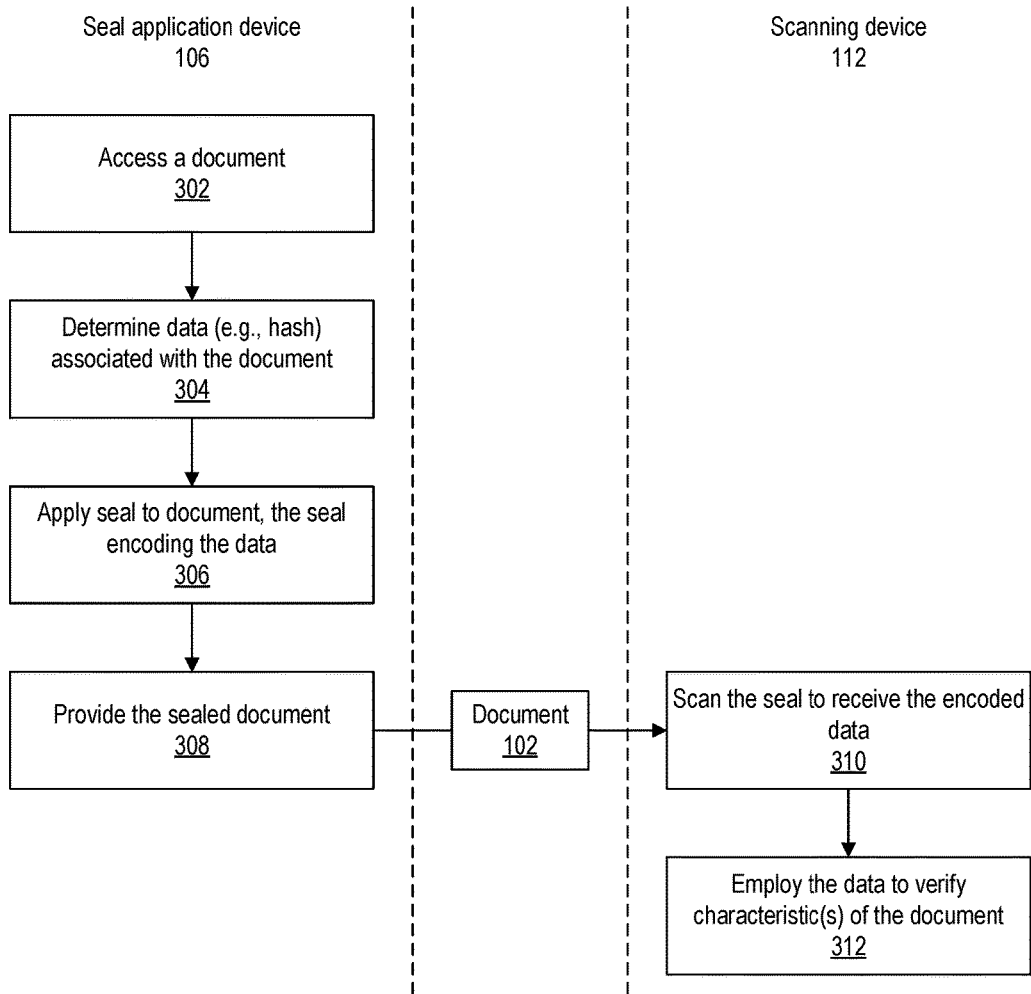 Seal application device
106
Scanning device
112
Access a document
302
Determine data (e.g., hash)
associated with the document
304
Apply seal to document, the seal
encoding the data
306
Provide the sealed document
308
Document
102
Scan the seal to receive the encoded
data
310
Employ the data to verify
characteristic(s) of the document
312